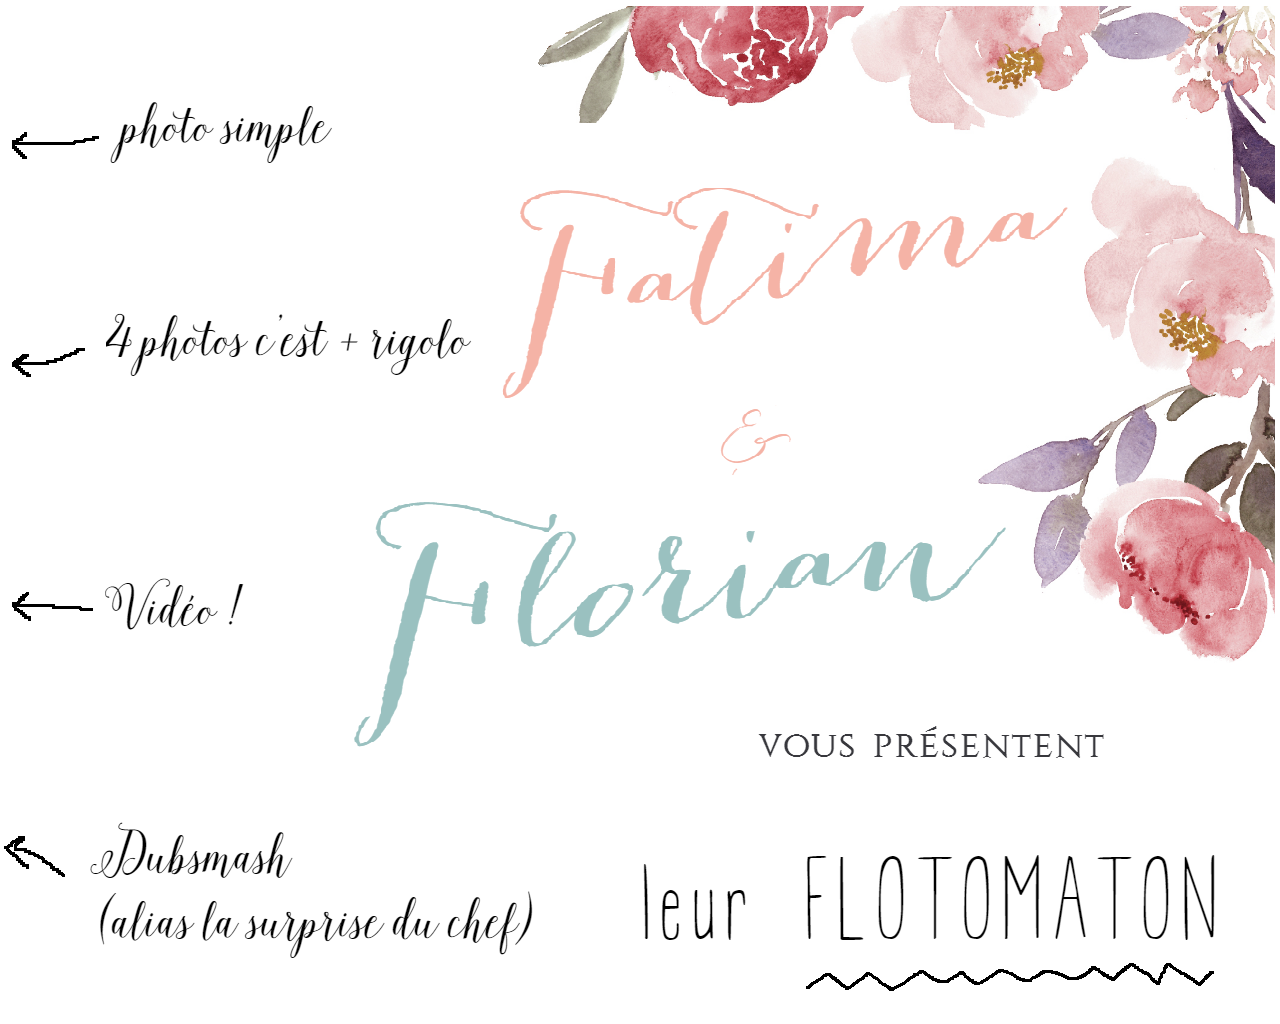 photo simple
4 photos c'est + rigolo
Vidéo !
Dubsmash
(alias la surprise du chef)
Fatima
&
Florian
VOUS PRÉSENTENT
leur FLOTOMATON